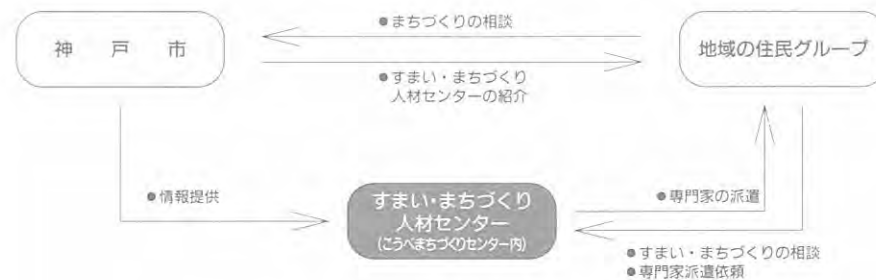 ●まちづくりの相談
神戸市
地域の住民グループ
●すまい・まちづくり
人材センターの紹介
●情報提供
すまい・まちづくり
人材センター
(こうべまちづくりセンター内)
●専門家の派遣
●すまい・まちづくりの相談
●専門家派遣依頼